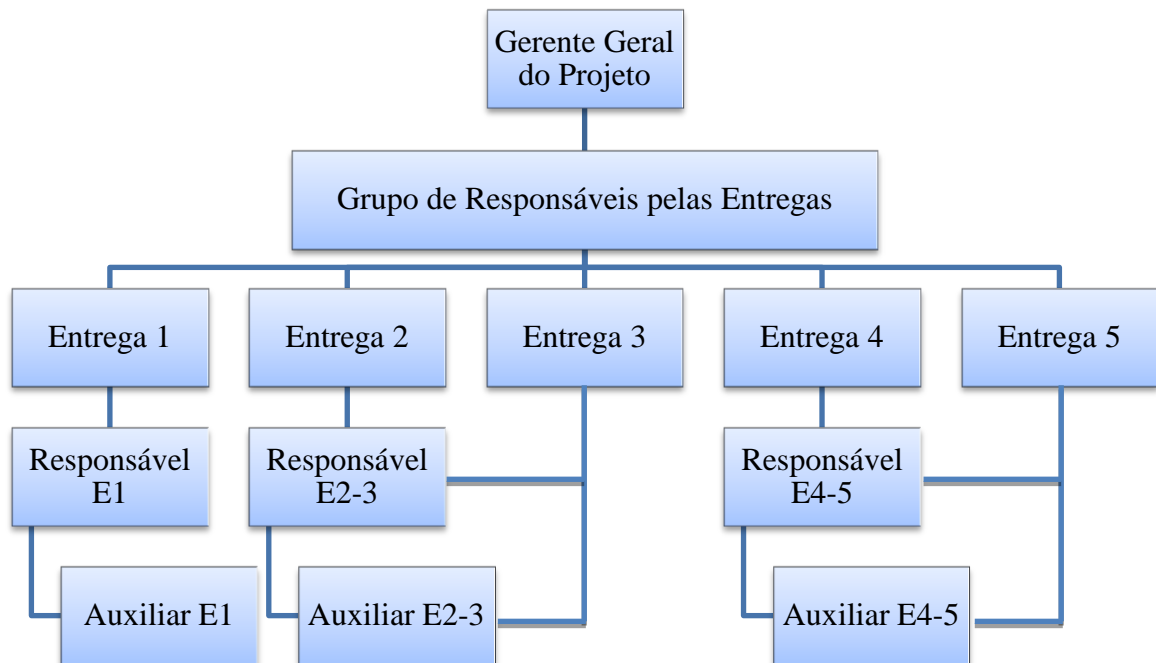 Gerente Geral
do Projeto
Grupo de Responsáveis pelas Entregas
Entrega 1
Entrega 2
Entrega 3
Entrega 4
Entrega 5
Responsável
E1
Responsável
E2-3
Responsável
E4-5
Auxiliar E1
Auxiliar E2-3
Auxiliar E4-5